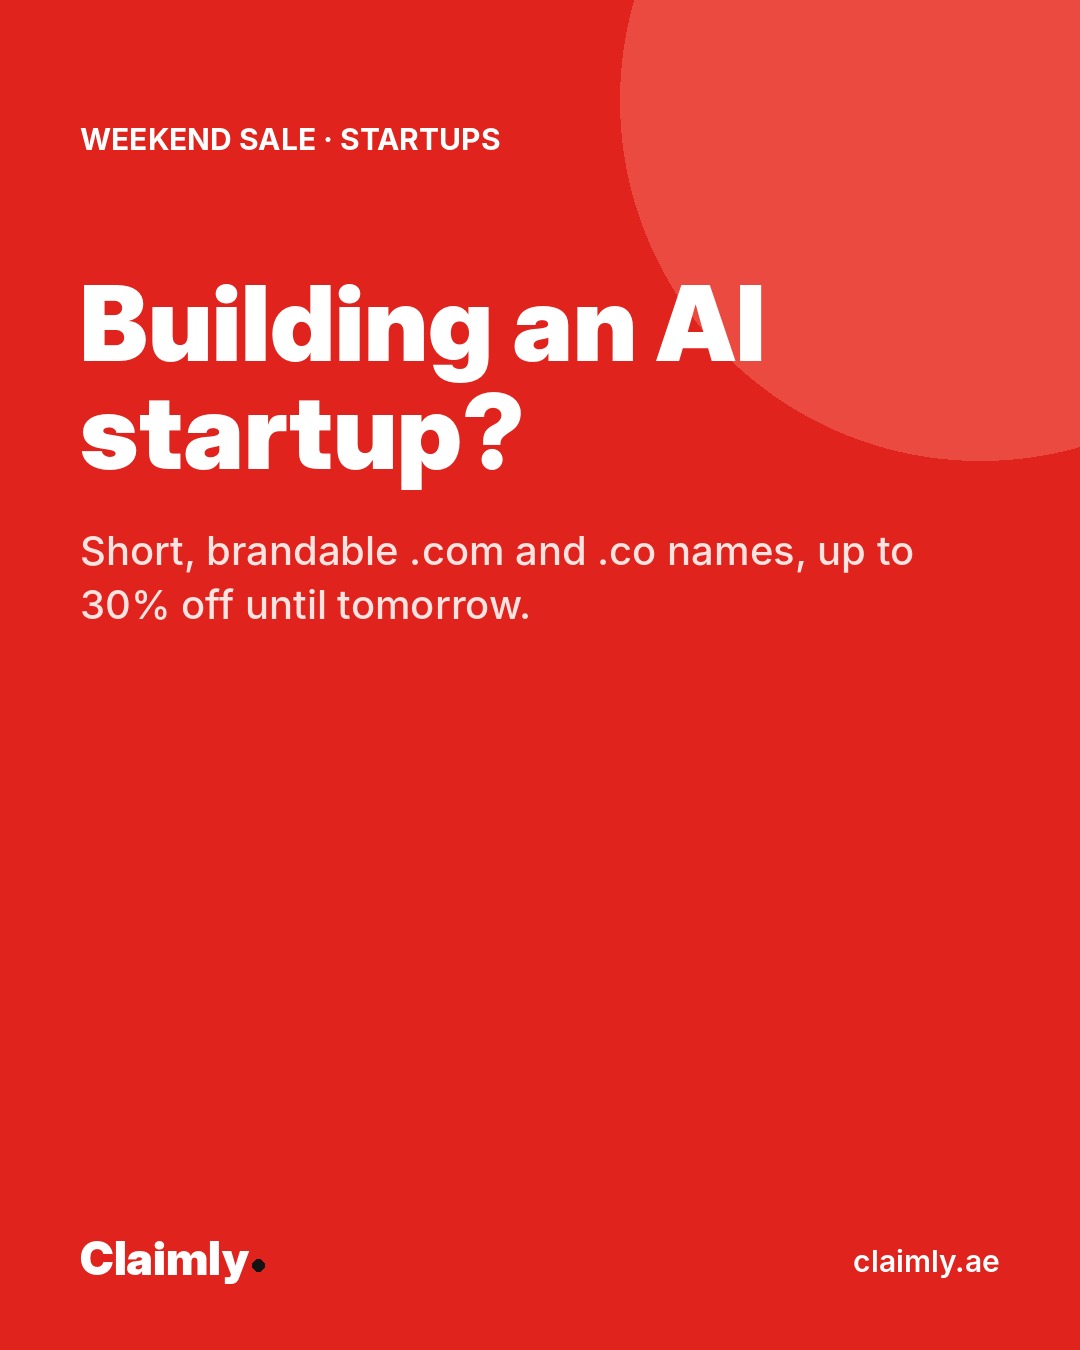 WEEKEND SALE · STARTUPS
Building an AI
startup?
Short, brandable .com and .co names, up to
30% off until tomorrow.
Claimly.
claimly.ae